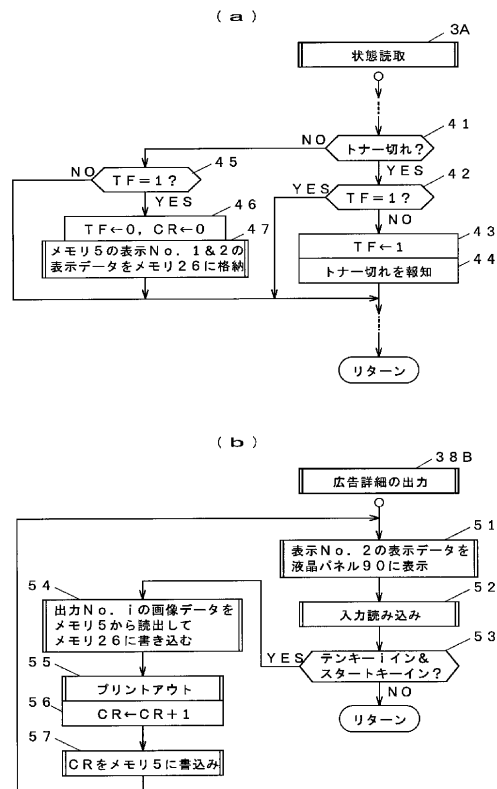 (a)
3A
状態読取
41
トナー切れ?
NO
YES
45
TF=1?
NO
YES
42
TF=1?
YES
NO
46
TF←0, CR←0
47
メモリ5の表示No. 1&2の
表示データをメモリ26に格納
43
TF←1
44
トナー切れを報知
リターン
(b)
38B
広告詳細の出力
51
表示No. 2の表示データを
液晶パネル90に表示
52
入力読み込み
53
テンキーiイン&
スタートキーイン?
YES
NO
リターン
54
出力No. iの画像データを
メモリ5から読出して
メモリ26に書き込む
55
プリントアウト
56
CR←CR+1
57
CRをメモリ5に書込み